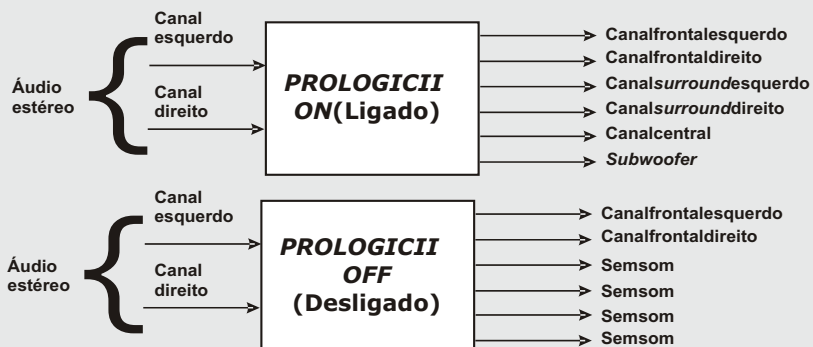 Canal
esquerdo
Áudio
estéreo
Canal
direito
PROLOGICII
ON(Ligado)
Canalfrontalesquerdo
Canalfrontaldireito
Canalsurroundesquerdo
Canalsurrounddireito
Canalcentral
Subwoofer
Canal
esquerdo
Áudio
estéreo
Canal
direito
PROLOGICII
OFF
(Desligado)
Canalfrontalesquerdo
Canalfrontaldireito
Semsom
Semsom
Semsom
Semsom